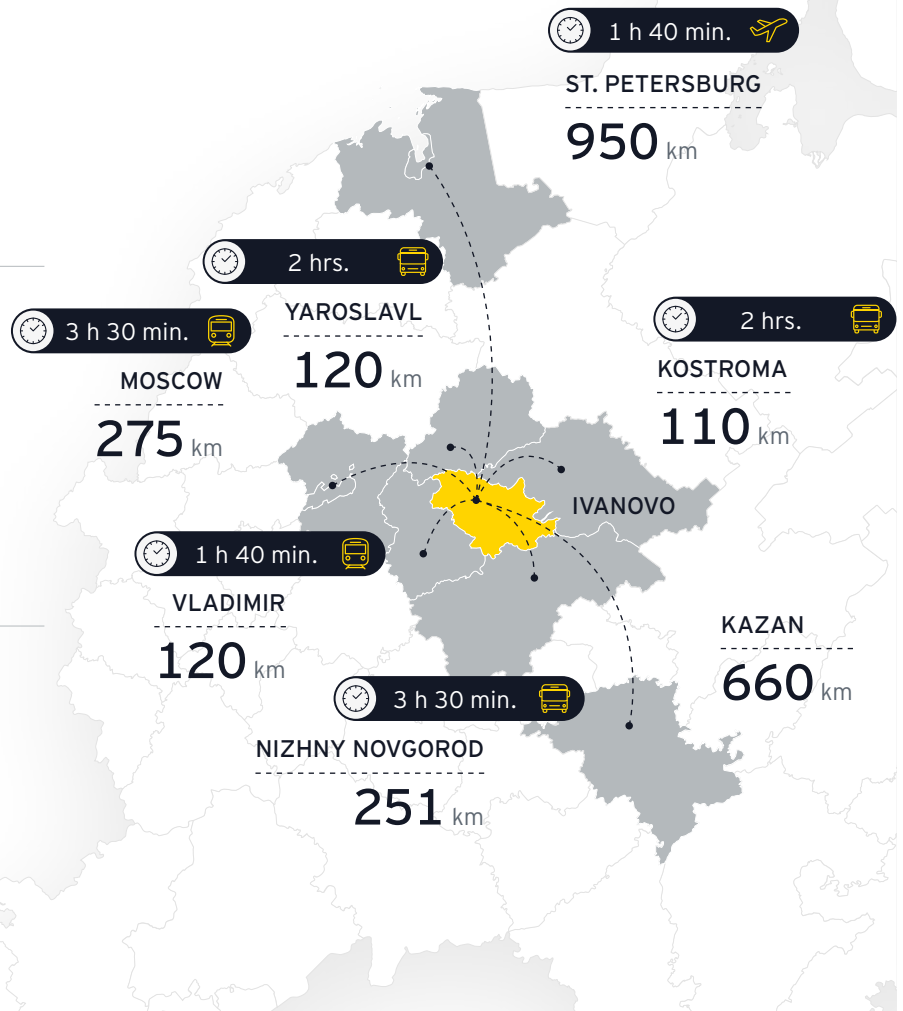 1 h 40 min.
ST. PETERSBURG
950 km
2 hrs.
YAROSLAVL
120 km
3 h 30 min.
MOSCOW
275 km
2 hrs.
KOSTROMA
110 km
IVANOVO
1 h 40 min.
VLADIMIR
120 km
KAZAN
660 km
3 h 30 min.
NIZHNY NOVGOROD
251 km